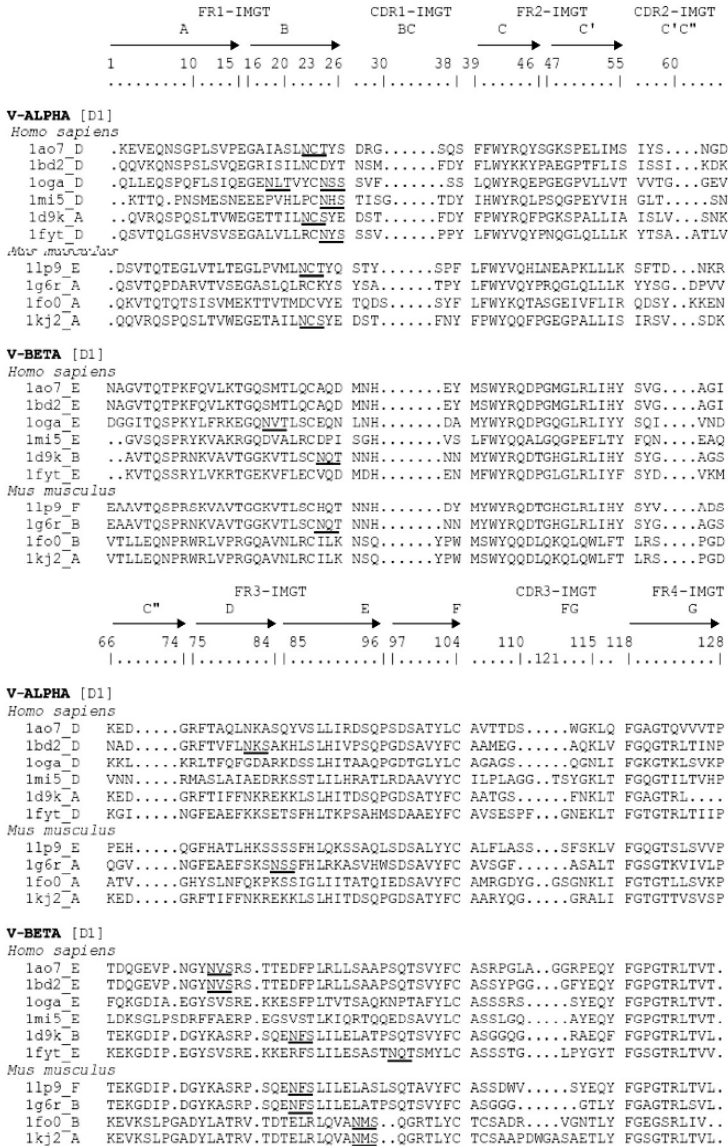 FR1-IMGT CDR1-IMGT FR2-IMGT CDR2-IMGT
A B BC C C' C'C"
1 10 15 16 20 23 26 30 38 39 46 47 55 60
V-ALPHA [D1]
Homo sapiens
1ao7_D .KEVEQNSGPLSVPEGAIASLNCTYS DRG......SQS FFWYRQYSGKSPELIMS IYS....NGD
1bd2_D .QQVKQNSPSLSVQEGRISILNCDYTN NSM......FDY FLWYKKYPAEGPTFLIS ISSI...KDK
1oga_D .QLLEQSPQFLSIQEGENLTVYCNSS SVF......SSL QWYRQEPGEGPVLLVT VVTG...GEV
1mi5_D .KTTQ.PNSMESNEEEPVHLPCNHS TISG....TDY IHWYRQLPSQGPEYVIH GLT.....SN
1d9k_A .QQVRQSPQSLTVWEGETTILNCSYE DST......FDY FPWYRQFPGKSPALLIA ISLV...SNK
1fyt_D .QSVTQLGSHVSVSEGALVLLRCNYS SSV......PPY LFWYVQYPNQGLQLLLK YTSA..ATLV
Mus musculus
1lp9_E .DSVTQTEGLVTLTEGLPVMLNCTYQ STY......SPF LFWYVQHLNEAPKLLLK SFTD...NKR
1g6r_A .QSVTQPDARVTVSEGASLQLRCKYS YSA......TPY LFWYVQYPRQGLQLLLK YYSG..DPVV
1fo0_A .QKVTQTQTSISVMEKTTVTMDCVYE TQDS.....SYF LFWYKQTASGEIVFLIR QDSY..KKEN
1kj2_A .QQVRQSPQSLTVWEGETAILNCSYE DST......FNY FPWYQQFPGEGPALLIS IRSV...SDK
V-BETA [D1]
Homo sapiens
1ao7_E NAGVTQTPKFQVLKTGQSMTLQCAQD MNH.......EY MSWYRQDPGMGLRLIHY SVG....AGI
1bd2_E NAGVTQTPKFQVLKTGQSMTLQCAQD MNH.......EY MSWYRQDPGMGLRLIHY SVG....AGI
1oga_E DGGITQSPKYLFRKEGQNVTLSCEQN LNH.......DA MYWYRQDPGQGLRLIYY SQI....VND
1mi5_E ..GVSQSPRYKVAKRGQDVALRCDPI SGH.......VS LFWYQQALGQGPEFLTY FQN....EAQ
1d9k_B ..AVTQSPRNKVAVTGGKVTLSCNQT NNH.......NN MYWYRQDTGHGLRLIHY SYG....AGS
1fyt_E ..KVTQSSRYLVKRTGEKVFLECVQD MDH.......EN MFWYRQDPGLGLRLIYF SYD....VKM
Mus musculus
1lp9_F EAAVTQSPRSKVAVTGGKVTLSCHQT NNH.......DY MYWYRQDTGHGLRLIHY SYV....ADS
1g6r_B EAAVTQSPRNKVAVTGGKVTLSCNQT NNH.......NN MYWYRQDTGHGLRLIHY SYG....AGS
1fo0_B VTLLEQNPRWRLVPRGQAVNLRCILK NSQ.......YPW MSWYQQDLQKQLQWLFT LRS....PGD
1kj2_A VTLLEQNPRWRLVPRGQAVNLRCILK NSQ.......YPW MSWYQQDLQKQLQWLFT LRS....PGD
FR3-IMGT CDR3-IMGT FR4-IMGT
C" D E F FG G
66 74 75 84 85 96 97 104 110 121 115 118 128
V-ALPHA [D1]
Homo sapiens
1ao7_D KED.....GRFTAQLNKASQYVSLLIRDSQPSDSATYLC AVTTDS.....WGKLQ FGAGTQVVVTP
1bd2_D NAD.....GRFTVFLNKSAKHLSLHIVPSQPGDSAVYFC AAMEG......AQKLV FGQGTRLTINP
1oga_D KKL.....KRLTFQFGDARKDSSLHITAAQPGDTGLYLC AGAGS......QGNLI FGKGTKLSVKP
1mi5_D VNN.....RMASLAIAEDRKSSTLILHRATLRDAAVYYC ILPLAGG..TSYGKLT FGQGTILTVHP
1d9k_A KED.....GRFTIFFNKREKKLSLHITDSQPGDSATYFC AATGS......FNKLT FGAGTRL....
1fyt_D KGI.....NGFEAEFKKSETSFHLTKPSAHMSDAAEYFC AVSESPF...GNEKLT FGTGTRLTIIP
Mus musculus
1lp9_E PEH.....QGFHATLHKSSSSFHLQKSSAQLSDSALYYC ALFLASS...SFSKLV FGQGTSLSVVP
1g6r_A QGV.....NGFEAEFSKSNSSFHLRKASVHWSDSAVYFC AVSGF......ASALT FGSGTKVIVLP
1fo0_A ATV.....GHYSLNFQKPKSSIGLIITATQIEDSAVYFC AMRGDYG..GSGNKLI FGTGTLLSVKP
1kj2_A KED.....GRFTIFFNKREKKLSLHITDSQPGDSATYFC AARYQG.....GRALI FGTGTTVSVSP
V-BETA [D1]
Homo sapiens
1ao7_E TDQGEVP.NGYNVSRS.TTEDFPLRLLSAAPSQTSVYFC ASRPGLA..GGRPEQY FGPGTRLTVT.
1bd2_E TDQGEVP.NGYNVSRS.TTEDFPLRLLSAAPSQTSVYFC ASSYPGG...GFYEQY FGPGTRLTVT.
1oga_E FQKGDIA.EGYSVSRE.KKESFPLTVTSAQKNPTAFYLC ASSSRS.....SYEQY FGPGTRLTVT.
1mi5_E LDKSGLPSDRFFAERP.EGSVSTLKIQRTQQEDSAVYLC ASSLGQ.....AYEQY FGPGTRLTVT.
1d9k_B TEKGDIP.DGYKASRP.SQENFSLILELATPSQTSVYFC ASGGQG.....RAEQF FGPGTRLTVL.
1fyt_E KEKGDIP.EGYSVSRE.KKERFSLILESASTNQTSMYLC ASSSTG....LPYGYT FGSGTRLTVV.
Mus musculus
1lp9_F TEKGDIP.DGYKASRP.SQENFSLILELASLSQTAVYFC ASSDWV.....SYEQY FGPGTRLTVL.
1g6r_B TEKGDIP.DGYKASRP.SQENFSLILELATPSQTSVYFC ASGGG......GTLY FGAGTRLSVL.
1fo0_B KEVKSLPGADYLATRV.TDTELRLQVANMS..QGRTLYC TCSADR.....VGNTLY FGEGSRLIV..
1kj2_A KEVKSLPGADYLATRV.TDTELRLQVANMS..QGRTLYC TCSAAPDWGASAETLY FGSGTRLTVL.